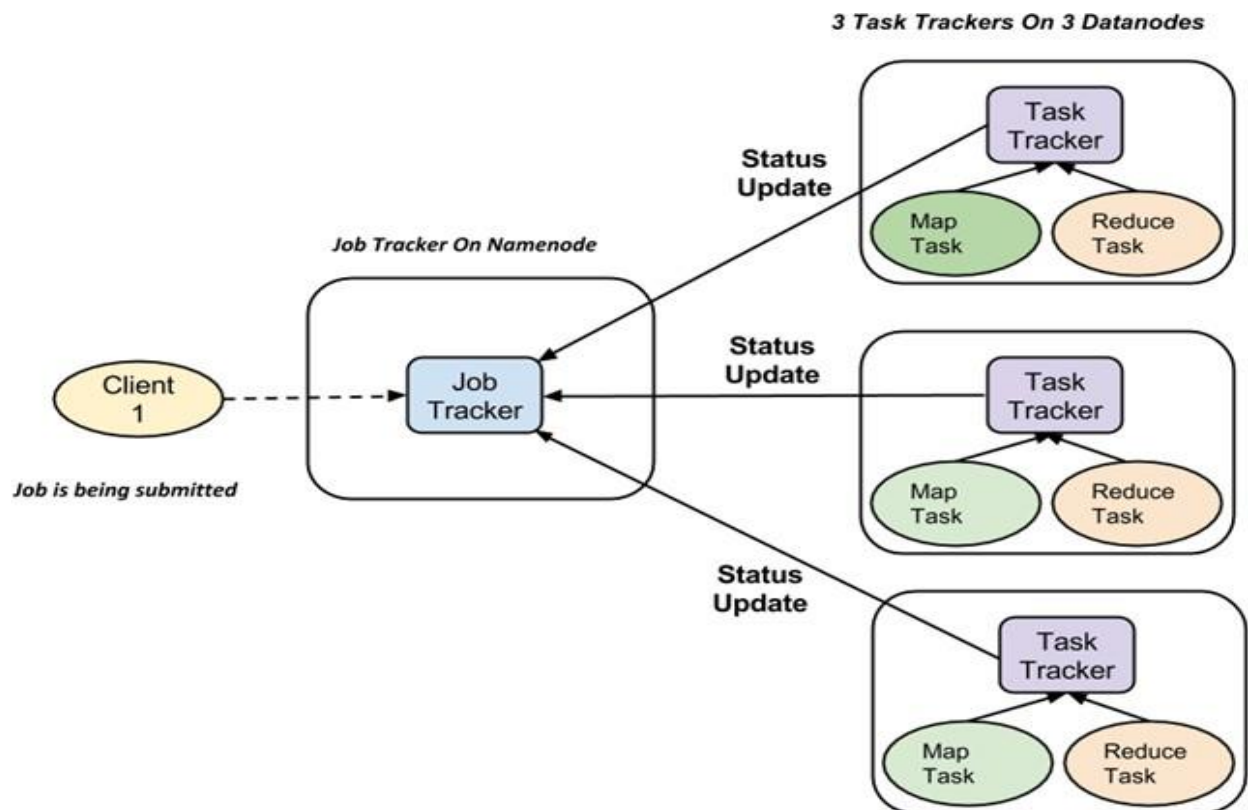 3 Task Trackers On 3 Datanodes
Task
Tracker
Status
Update
Map
Task
Reduce
Task
Job Tracker On Namenode
Client
1
Job
Tracker
Status
Update
Task
Tracker
Map
Task
Reduce
Task
Job is being submitted
Status
Update
Task
Tracker
Map
Task
Reduce
Task